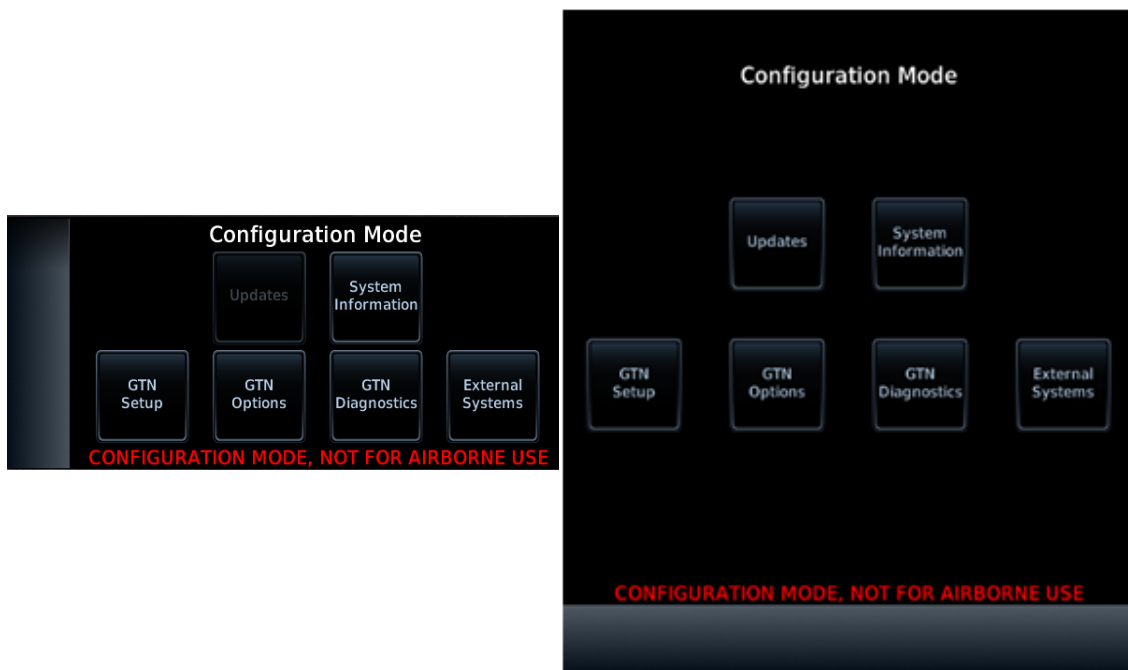 Configuration Mode
Updates
System
Information
GTN
Setup
GTN
Options
GTN
Diagnostics
External
Systems
CONFIGURATION MODE, NOT FOR AIRBORNE USE
Configuration Mode
Updates
System
Information
GTN
Setup
GTN
Options
GTN
Diagnostics
External
Systems
CONFIGURATION MODE, NOT FOR AIRBORNE USE